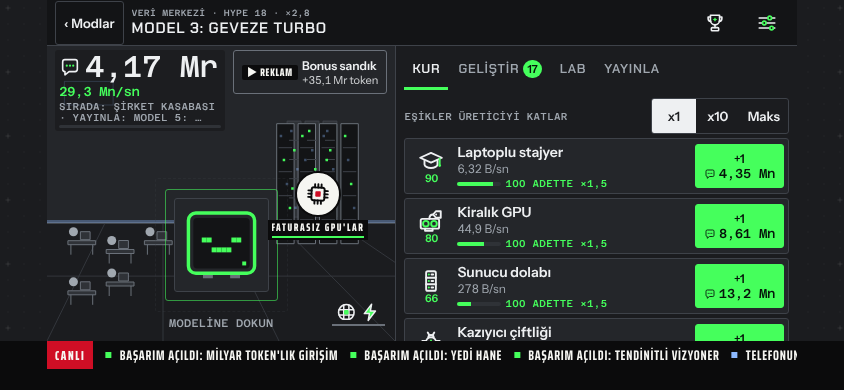 ‹ Modlar
VERİ MERKEZİ · HYPE 18 · ×2,8
MODEL 3: GEVEZE TURBO
4,17 Mr
29,3 Mn/sn
SIRADA: ŞİRKET KASABASI
· YAYINLA: MODEL 5: …
REKLAM
Bonus sandık
+35,1 Mr token
FATURASIZ GPU'LAR
MODELİNE DOKUN
KUR
GELİŞTİR 17
LAB
YAYINLA
EŞİKLER ÜRETİCİYİ KATLAR
x1
x10
Maks
Laptoplu stajyer
6,32 B/sn
90
100 ADETTE ×1,5
+1
4,35 Mn
Kiralık GPU
44,9 B/sn
80
100 ADETTE ×1,5
+1
8,61 Mn
Sunucu dolabı
278 B/sn
66
100 ADETTE ×1,5
+1
13,2 Mn
Kazıyıcı çiftliği
+1
CANLI
BAŞARIM AÇILDI: MİLYAR TOKEN'LIK GİRİŞİM
BAŞARIM AÇILDI: YEDİ HANE
BAŞARIM AÇILDI: TENDİNİTLİ VİZYONER
TELEFONUN